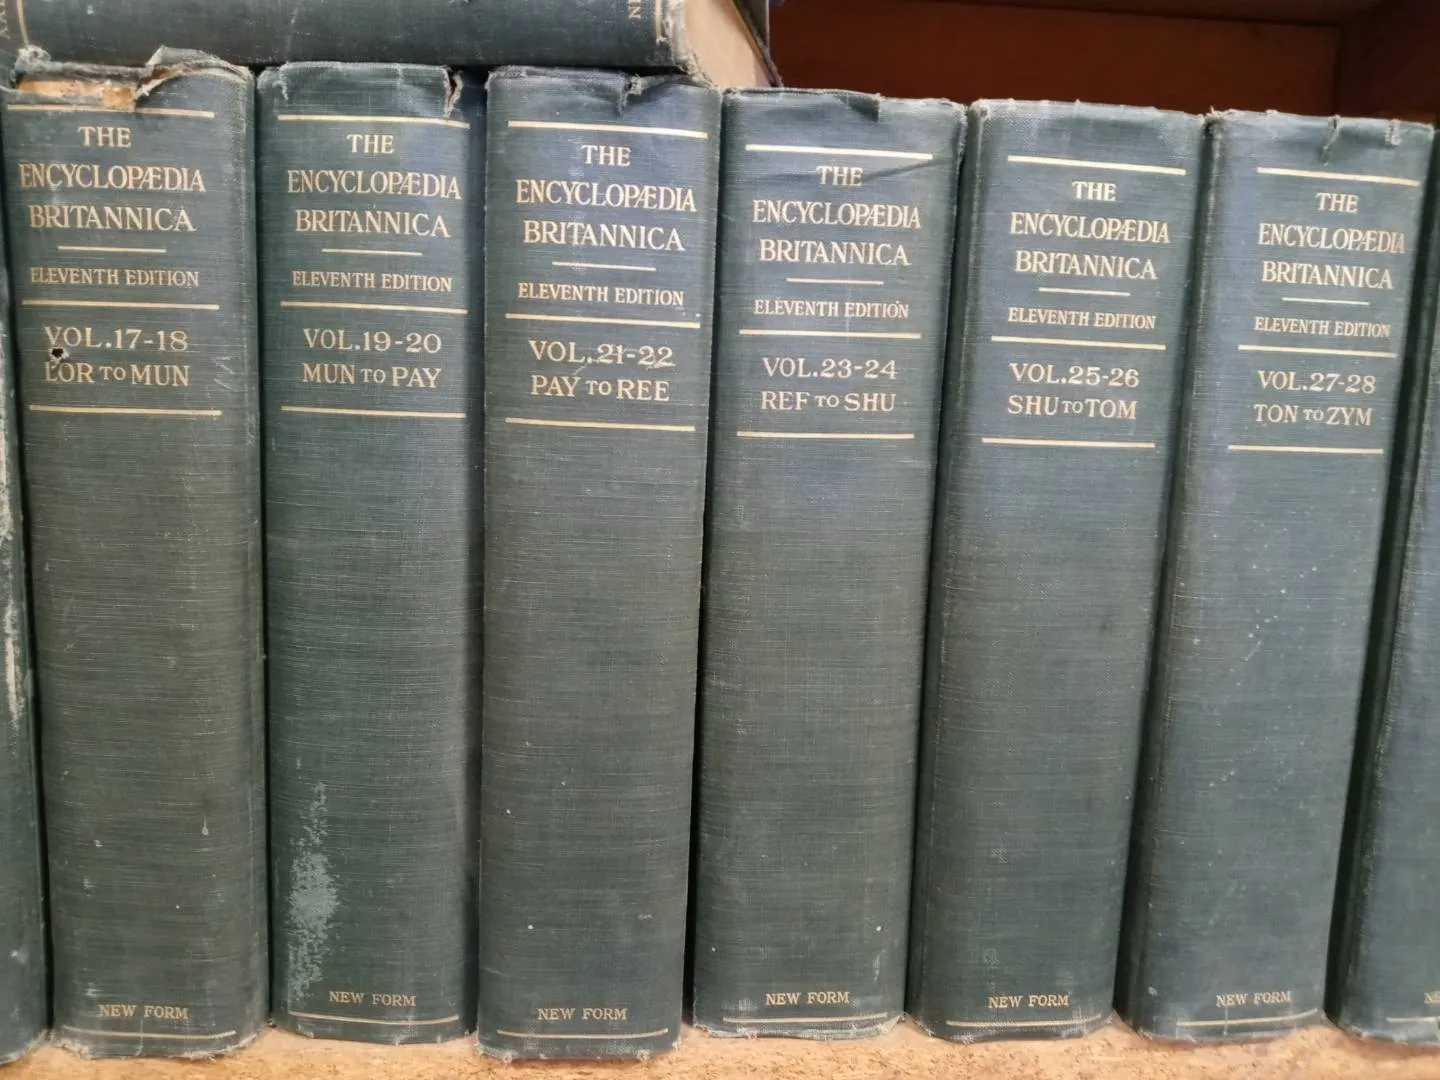 THE
ENCYCLOPÆDIA
BRITANNICA
ELEVENTH EDITION
VOL.17-18
LOR TO MUN
NEW FORM
THE
ENCYCLOPÆDIA
BRITANNICA
ELEVENTH EDITION
VOL.19-20
MUN TO PAY
NEW FORM
THE
ENCYCLOPÆDIA
BRITANNICA
ELEVENTH EDITION
VOL.21-22
PAY TO REE
NEW FORM
THE
ENCYCLOPÆDIA
BRITANNICA
ELEVENTH EDITION
VOL.23-24
REF TO SHU
NEW FORM
THE
ENCYCLOPÆDIA
BRITANNICA
ELEVENTH EDITION
VOL.25-26
SHU TO TOM
NEW FORM
THE
ENCYCLOPÆDIA
BRITANNICA
ELEVENTH EDITION
VOL.27-28
TON TO ZYM
NEW FORM